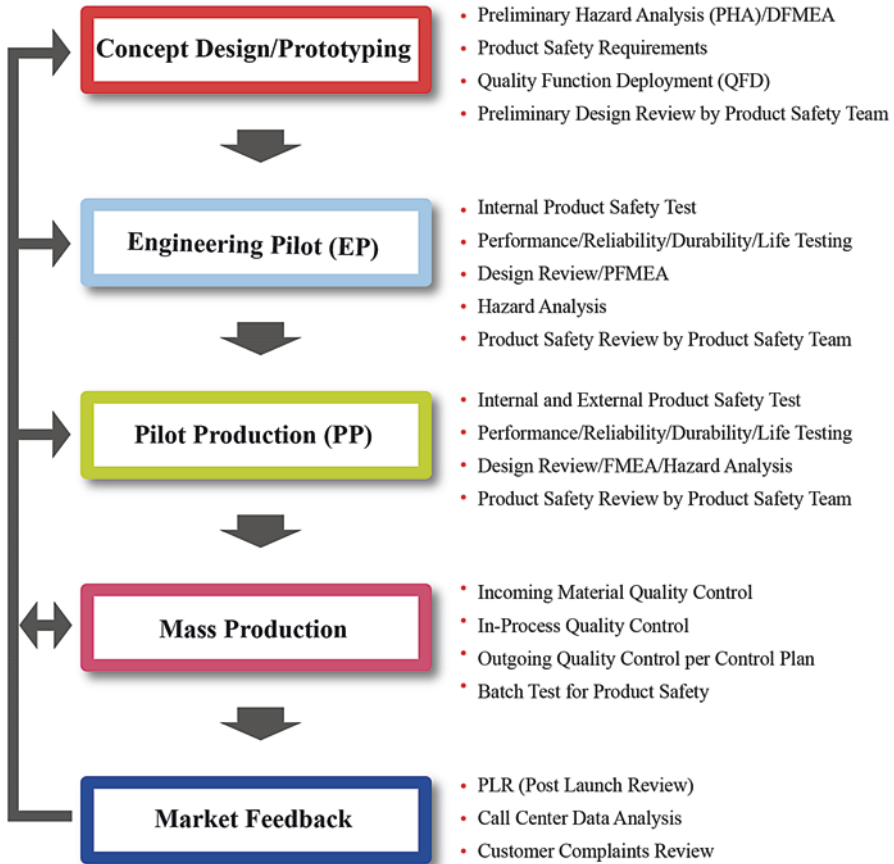 Concept Design/Prototyping
• Preliminary Hazard Analysis (PHA)/DFMEA
• Product Safety Requirements
• Quality Function Deployment (QFD)
• Preliminary Design Review by Product Safety Team
Engineering Pilot (EP)
• Internal Product Safety Test
• Performance/Reliability/Durability/Life Testing
• Design Review/PFMEA
• Hazard Analysis
• Product Safety Review by Product Safety Team
Pilot Production (PP)
• Internal and External Product Safety Test
• Performance/Reliability/Durability/Life Testing
• Design Review/FMEA/Hazard Analysis
• Product Safety Review by Product Safety Team
Mass Production
• Incoming Material Quality Control
• In-Process Quality Control
• Outgoing Quality Control per Control Plan
• Batch Test for Product Safety
Market Feedback
• PLR (Post Launch Review)
• Call Center Data Analysis
• Customer Complaints Review